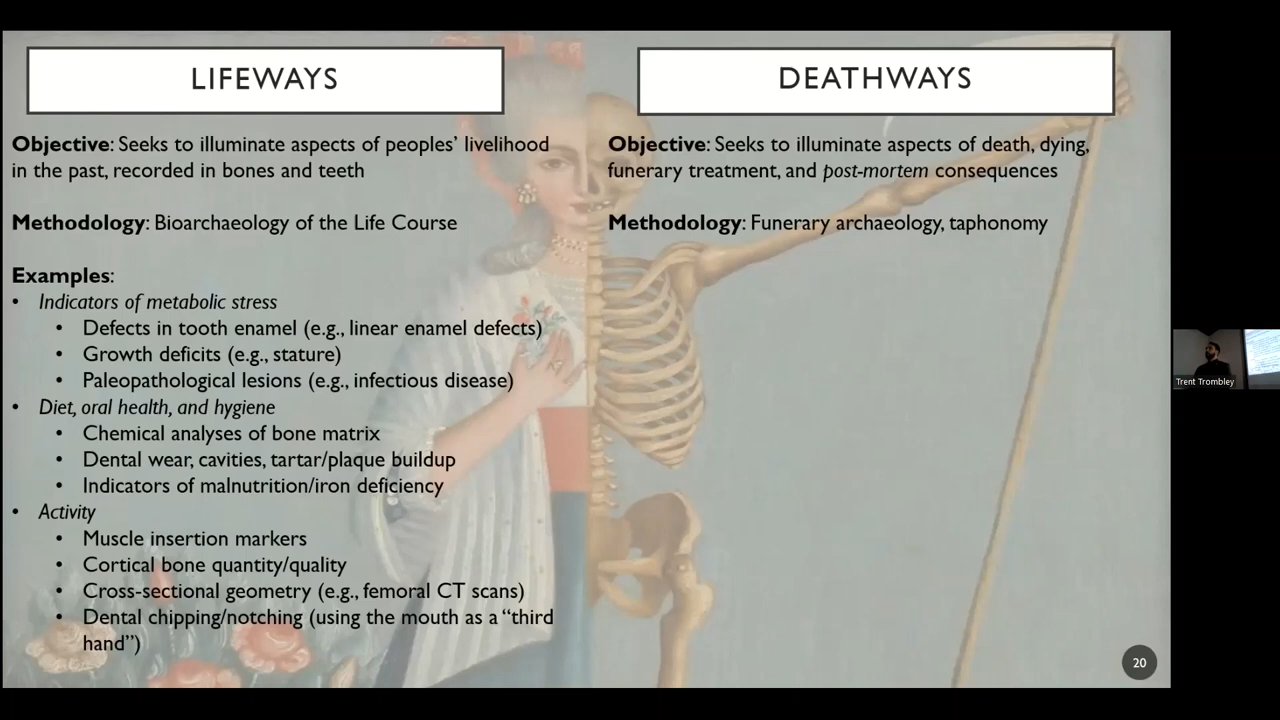 LIFEWAYS
Objective: Seeks to illuminate aspects of peoples’ livelihood
in the past, recorded in bones and teeth
Methodology: Bioarchaeology of the Life Course
Examples:
• Indicators of metabolic stress
• Defects in tooth enamel (e.g., linear enamel defects)
• Growth deficits (e.g., stature)
• Paleopathological lesions (e.g., infectious disease)
• Diet, oral health, and hygiene
• Chemical analyses of bone matrix
• Dental wear, cavities, tartar/plaque buildup
• Indicators of malnutrition/iron deficiency
• Activity
• Muscle insertion markers
• Cortical bone quantity/quality
• Cross-sectional geometry (e.g., femoral CT scans)
• Dental chipping/notching (using the mouth as a “third
hand”)
DEATHWAYS
Objective: Seeks to illuminate aspects of death, dying,
funerary treatment, and post-mortem consequences
Methodology: Funerary archaeology, taphonomy
20
Trent Trombley